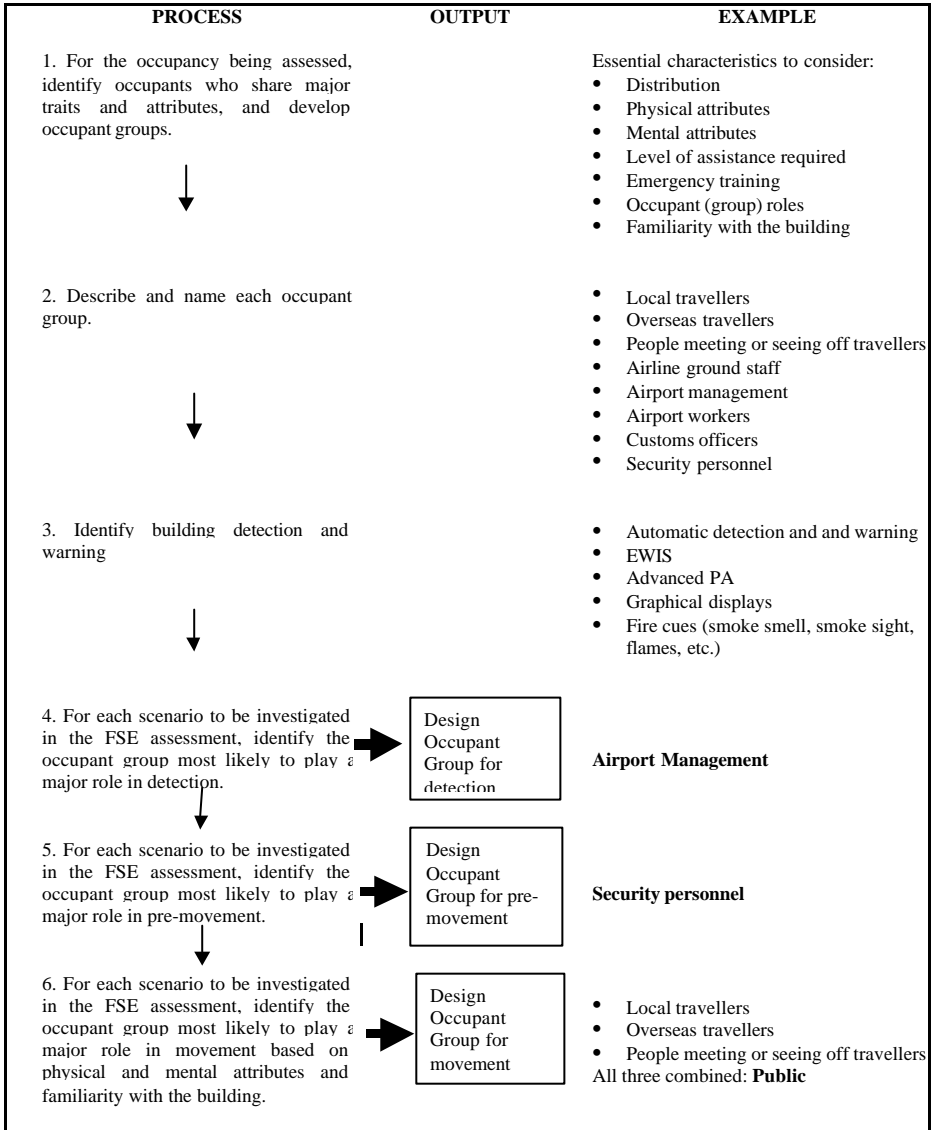 PROCESS OUTPUT EXAMPLE
1. For the occupancy being assessed,
identify occupants who share major
traits and attributes, and develop
occupant groups.
Essential characteristics to consider:
• Distribution
• Physical attributes
• Mental attributes
• Level of assistance required
• Emergency training
• Occupant (group) roles
• Familiarity with the building
2. Describe and name each occupant
group.
• Local travellers
• Overseas travellers
• People meeting or seeing off travellers
• Airline ground staff
• Airport management
• Airport workers
• Customs officers
• Security personnel
3. Identify building detection and
warning
• Automatic detection and and warning
• EWIS
• Advanced PA
• Graphical displays
• Fire cues (smoke smell, smoke sight,
flames, etc.)
4. For each scenario to be investigated
in the FSE assessment, identify the
occupant group most likely to play a
major role in detection.
Design
Occupant
Group for
detection
Airport Management
5. For each scenario to be investigated
in the FSE assessment, identify the
occupant group most likely to play a
major role in pre-movement.
Design
Occupant
Group for pre-
movement
Security personnel
6. For each scenario to be investigated
in the FSE assessment, identify the
occupant group most likely to play a
major role in movement based on
physical and mental attributes and
familiarity with the building.
Design
Occupant
Group for
movement
• Local travellers
• Overseas travellers
• People meeting or seeing off travellers
All three combined: Public